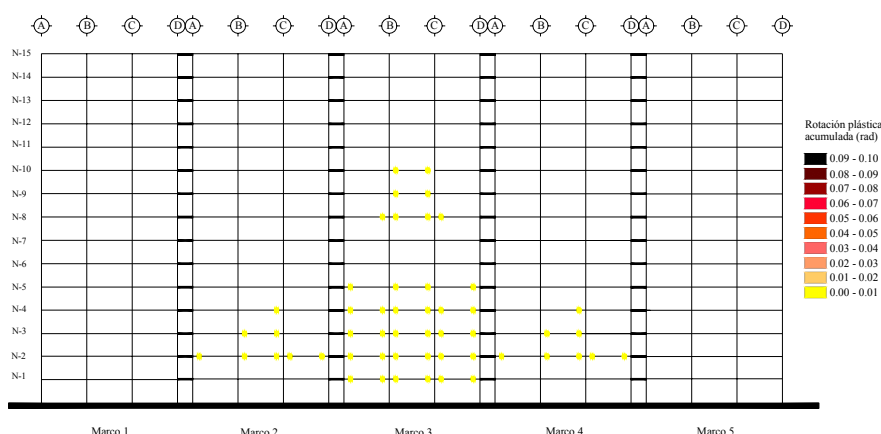 A B C D A B C D A B C D A B C D A B C D
N-15
N-14
N-13
N-12
N-11
N-10
N-9
N-8
N-7
N-6
N-5
N-4
N-3
N-2
N-1
Marco 1 Marco 2 Marco 3 Marco 4 Marco 5
Rotación plástica
acumulada (rad)
0.09 - 0.10
0.08 - 0.09
0.07 - 0.08
0.06 - 0.07
0.05 - 0.06
0.04 - 0.05
0.03 - 0.04
0.02 - 0.03
0.01 - 0.02
0.00 - 0.01